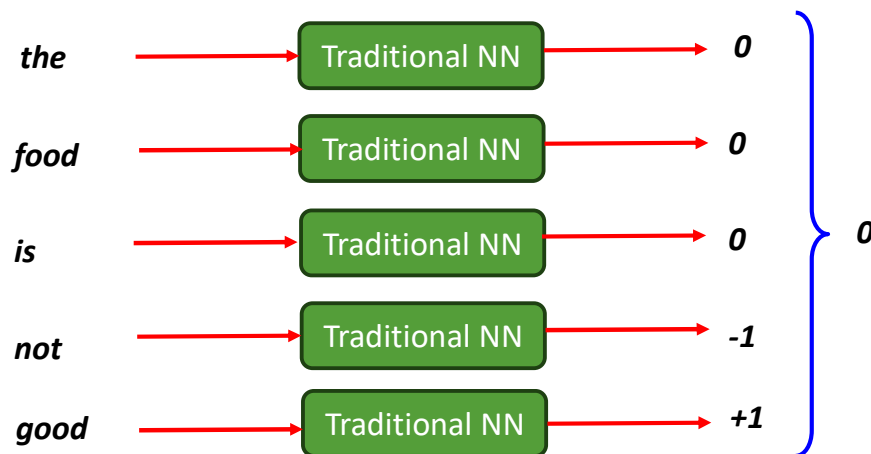 the Traditional NN 0
food Traditional NN 0
is Traditional NN 0
0
not Traditional NN -1
good Traditional NN +1